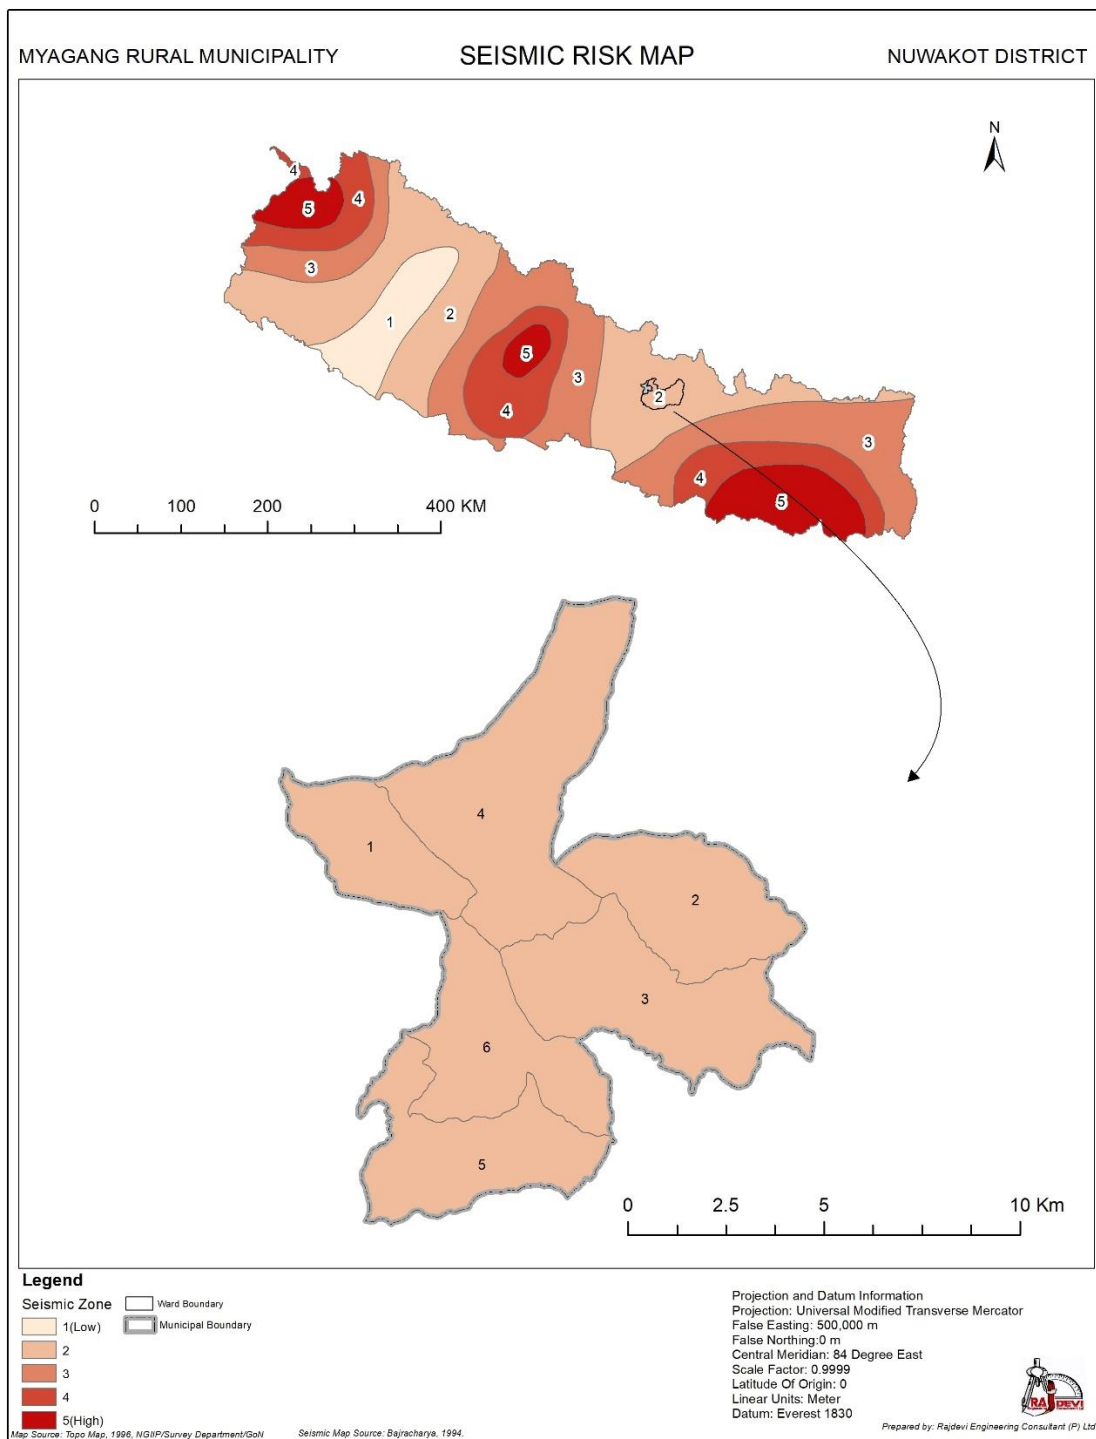 MYAGANG RURAL MUNICIPALITY SEISMIC RISK MAP NUWAKOT DISTRICT
N
4
4
5
3
1
2
5
4
3
2
3
4
5
0 100 200 400 KM
4
1
2
3
6
5
0 2.5 5 10 Km
Legend
Seismic Zone
1(Low)
2
3
4
5(High)
Ward Boundary
Municipal Boundary
Projection and Datum Information
Projection: Universal Modified Transverse Mercator
False Easting: 500,000 m
False Northing:0 m
Central Meridian: 84 Degree East
Scale Factor: 0.9999
Latitude Of Origin: 0
Linear Units: Meter
Datum: Everest 1830
RAJDEVI
Map Source: Topo Map, 1996, NGIIP/Survey Department/GoN
Seismic Map Source: Bajracharya, 1994.
Prepared by: Rajdevi Engineering Consultant (P) Ltd